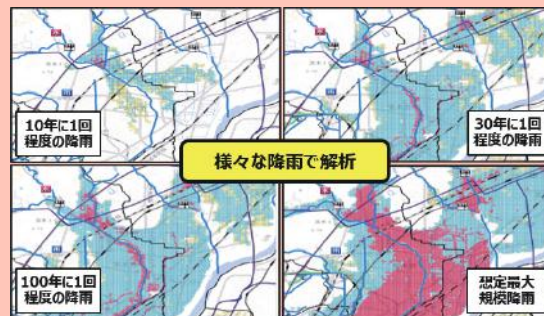 10年に1回
程度の降雨
30年に1回
程度の降雨
様々な降雨で解析
100年に1回
程度の降雨
想定最大
規模降雨